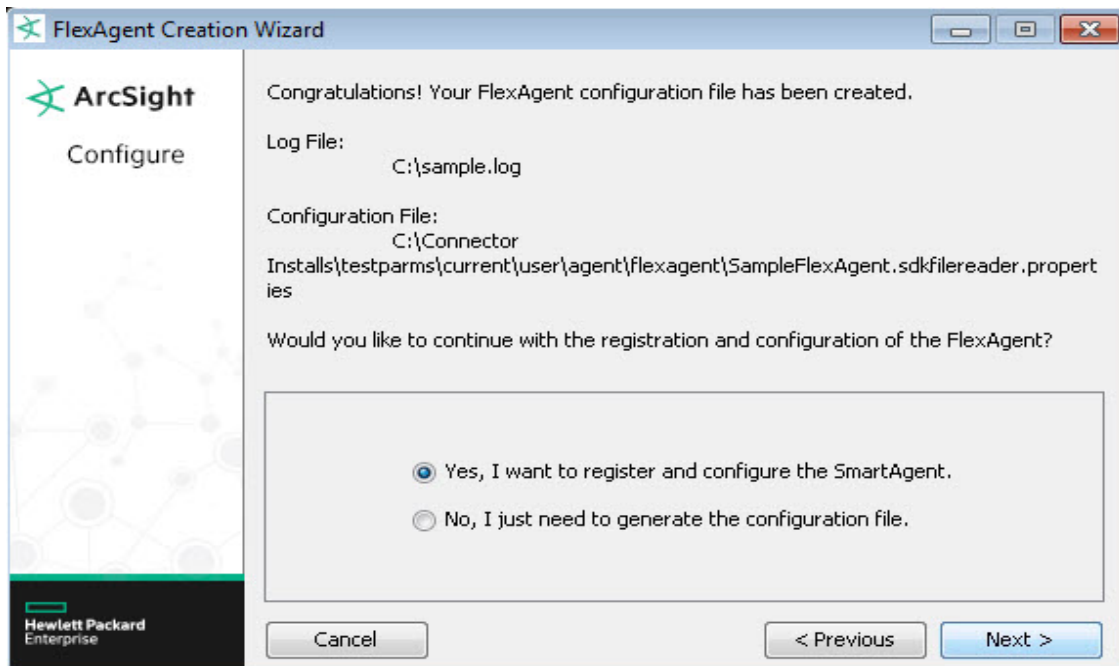 FlexAgent Creation Wizard
ArcSight
Configure
Congratulations! Your FlexAgent configuration file has been created.
Log File:
C:\sample.log
Configuration File:
C:\Connector
Installs\testparms\current\user\agent\flexagent\SampleFlexAgent.sdkfilereader.propert
ies
Would you like to continue with the registration and configuration of the FlexAgent?
Yes, I want to register and configure the SmartAgent.
No, I just need to generate the configuration file.
Hewlett Packard
Enterprise
Cancel
< Previous
Next >